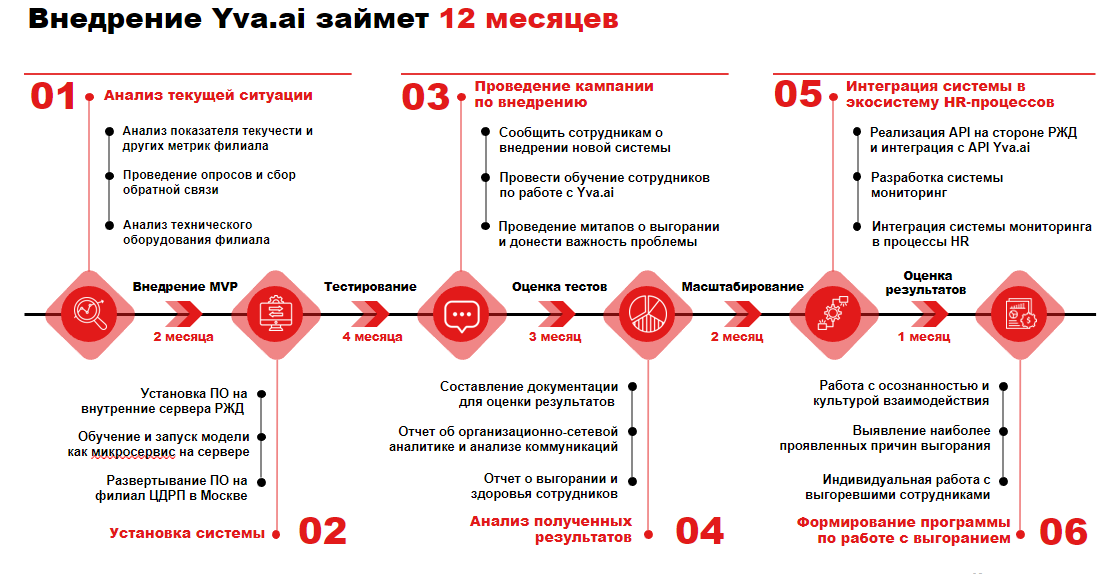 Внедрение Yva.ai займет 12 месяцев
01
Анализ текущей ситуации
Анализ показателя текучести и
других метрик филиала
Проведение опросов и сбор
обратной связи
Анализ технического
оборудования филиала
03
Проведение кампании
по внедрению
Сообщить сотрудникам о
внедрении новой системы
Провести обучение сотрудников
по работе с Yva.ai
Проведение митапов о выгорании
и донести важность проблемы
05
Интеграция системы в
экосистему HR-процессов
Реализация API на стороне РЖД
и интеграция с API Yva.ai
Разработка системы
мониторинг
Интеграция системы мониторинга
в процессы HR
Внедрение MVP
2 месяца
Тестирование
4 месяца
Оценка тестов
3 месяц
Масштабирование
2 месяц
Оценка
результатов
1 месяц
Установка ПО на
внутренние сервера РЖД
Обучение и запуск модели
как микросервис на сервере
Развертывание ПО на
филиал ЦДРП в Москве
Установка системы
02
Составление документации
для оценки результатов
Отчет об организационно-сетевой
аналитике и анализе коммуникаций
Отчет о выгорании и
здоровья сотрудников
Анализ полученных
результатов
04
Работа с осознанностью и
культурой взаимодействия
Выявление наиболее
проявленных причин выгорания
Индивидуальная работа с
выгоревшими сотрудниками
Формирование программы
по работе с выгоранием
06